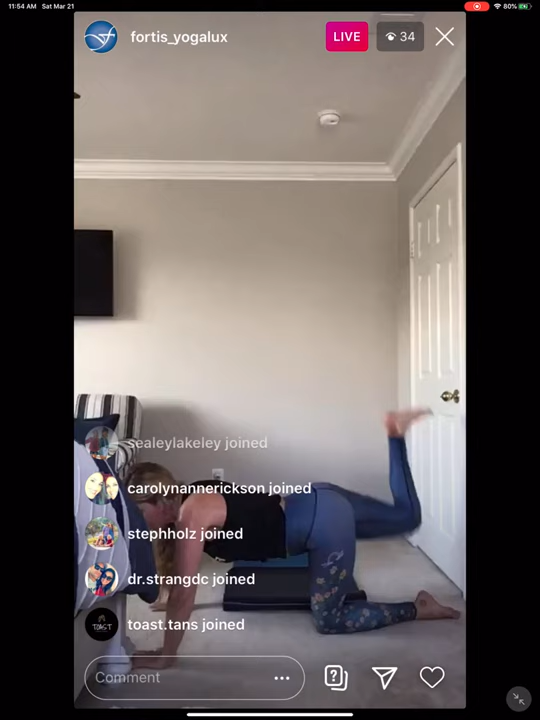 11:54 AM Sat Mar 21
80%
fortis_yogalux
LIVE
34
sealeylakeley joined
carolynannerickson joined
stephholz joined
dr.strangdc joined
TOAST
toast.tans joined
Comment